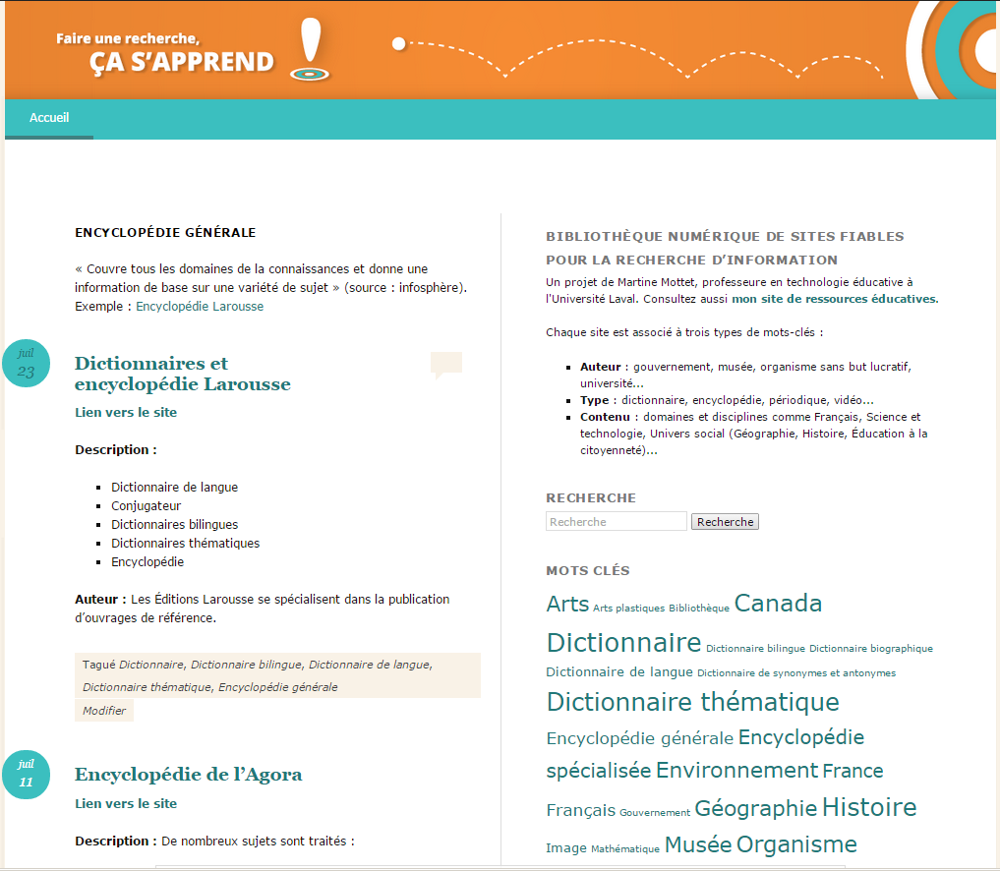 Faire une recherche,
ÇA S'APPREND
Accueil
ENCYCLOPÉDIE GÉNÉRALE
« Couvre tous les domaines de la connaissances et donne une
information de base sur une variété de sujet » (source : infosphère).
Exemple : Encyclopédie Larousse
juil
23
Dictionnaires et
encyclopédie Larousse
Lien vers le site
Description :
Dictionnaire de langue
Conjugateur
Dictionnaires bilingues
Dictionnaires thématiques
Encyclopédie
Auteur : Les Éditions Larousse se spécialisent dans la publication
d'ouvrages de référence.
Tagué Dictionnaire, Dictionnaire bilingue, Dictionnaire de langue,
Dictionnaire thématique, Encyclopédie générale
Modifier
juil
11
Encyclopédie de l'Agora
Lien vers le site
Description : De nombreux sujets sont traités :
BIBLIOTHÈQUE NUMÉRIQUE DE SITES FIABLES
POUR LA RECHERCHE D'INFORMATION
Un projet de Martine Mottet, professeure en technologie éducative à
l'Université Laval. Consultez aussi mon site de ressources éducatives.
Chaque site est associé à trois types de mots-clés :
Auteur : gouvernement, musée, organisme sans but lucratif,
université...
Type : dictionnaire, encyclopédie, périodique, vidéo...
Contenu : domaines et disciplines comme Français, Science et
technologie, Univers social (Géographie, Histoire, Éducation à la
citoyenneté)...
RECHERCHE
Recherche Recherche
MOTS CLÉS
Arts Arts plastiques Bibliothèque Canada
Dictionnaire Dictionnaire bilingue Dictionnaire biographique
Dictionnaire de langue Dictionnaire de synonymes et antonymes
Dictionnaire thématique
Encyclopédie générale Encyclopédie
spécialisée Environnement France
Français Gouvernement Géographie Histoire
Image Mathématique Musée Organisme